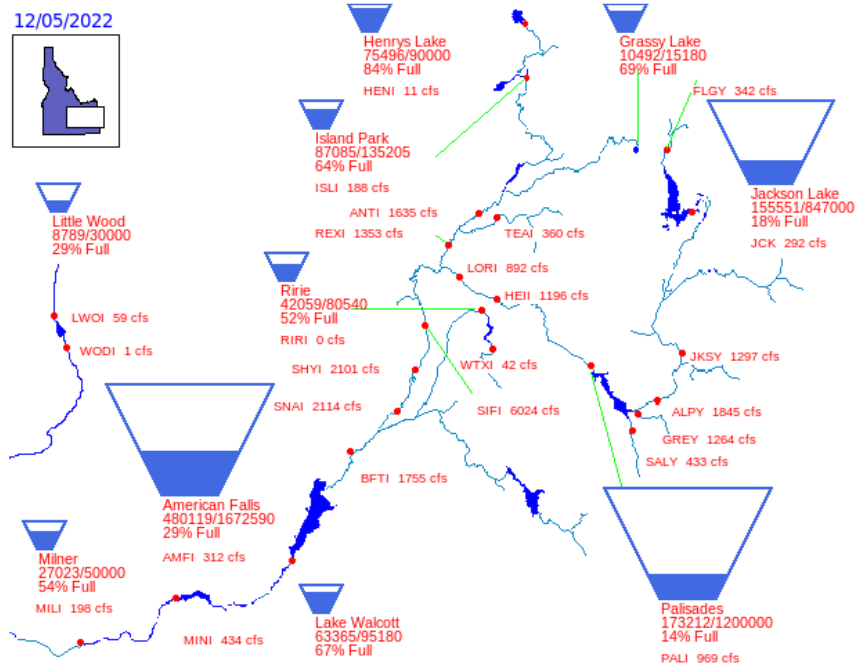 12/05/2022
Henrys Lake
75496/90000
84% Full
HENI 11 cfs
Grassy Lake
10492/15180
69% Full
FLGY 342 cfs
Island Park
87085/135205
64% Full
ISLI 188 cfs
Jackson Lake
155551/847000
18% Full
JCK 292 cfs
Little Wood
8789/30000
29% Full
ANTI 1635 cfs
REXI 1353 cfs
TEAI 360 cfs
LORI 892 cfs
HEII 1196 cfs
Ririe
42059/80540
52% Full
RIRI 0 cfs
LWOI 59 cfs
WODI 1 cfs
SHYI 2101 cfs
WTXI 42 cfs
JKSY 1297 cfs
SNAI 2114 cfs
SIFI 6024 cfs
ALPY 1845 cfs
GREY 1264 cfs
SALY 433 cfs
BFTI 1755 cfs
American Falls
480119/1672590
29% Full
AMFI 312 cfs
Milner
27023/50000
54% Full
MILI 198 cfs
MINI 434 cfs
Lake Walcott
63365/95180
67% Full
Palisades
173212/1200000
14% Full
PALI 969 cfs